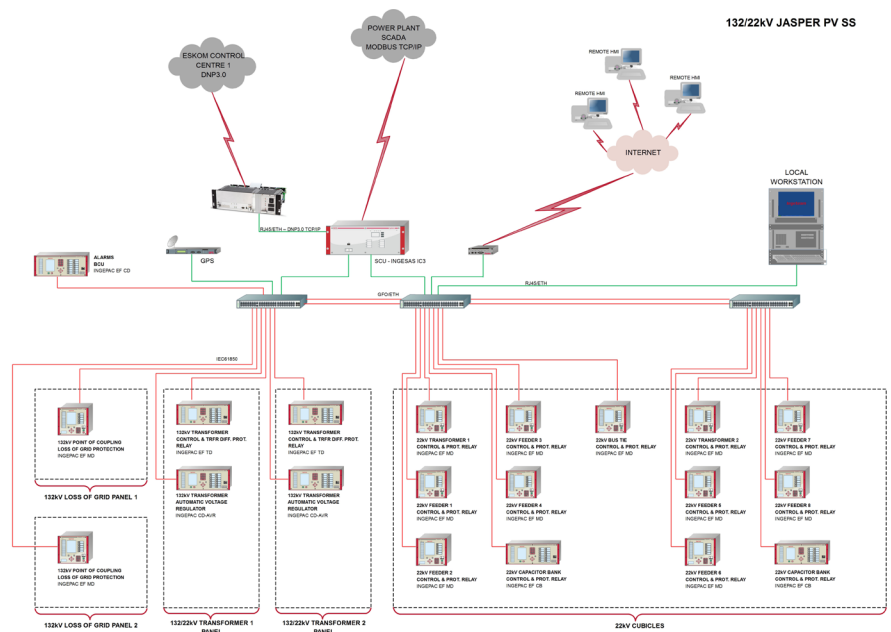 132/22kV JASPER PV SS
ESKOM CONTROL
CENTRE 1
DNP3.0
POWER PLANT
SCADA
MODBUS TCP/IP
REMOTE HMI
REMOTE HMI
REMOTE HMI
INTERNET
LOCAL
WORKSTATION
RJ45/ETH – DNP3.0 TCP/IP
ALARMS
BCU
INGEPAC EF CD
GPS
SCU - INGESAS IC3
RJ45/ETH
GFO/ETH
IEC61850
132kV POINT OF COUPLING
LOSS OF GRID PROTECTION
INGEPAC EF MD
132kV LOSS OF GRID PANEL 1
132kV POINT OF COUPLING
LOSS OF GRID PROTECTION
INGEPAC EF MD
132kV LOSS OF GRID PANEL 2
132kV TRANSFORMER
CONTROL & TRFR DIFF. PROT.
RELAY
INGEPAC EF TD
132kV TRANSFORMER
AUTOMATIC VOLTAGE
REGULATOR
INGEPAC CD-AVR
132/22kV TRANSFORMER 1
PANEL
132kV TRANSFORMER
CONTROL & TRFR DIFF. PROT.
RELAY
INGEPAC EF TD
132kV TRANSFORMER
AUTOMATIC VOLTAGE
REGULATOR
INGEPAC CD-AVR
132/22kV TRANSFORMER 2
PANEL
22kV TRANSFORMER 1
CONTROL & PROT. RELAY
INGEPAC EF MD
22kV FEEDER 3
CONTROL & PROT. RELAY
INGEPAC EF MD
22kV BUS TIE
CONTROL & PROT. RELAY
INGEPAC EF MD
22kV TRANSFORMER 2
CONTROL & PROT. RELAY
INGEPAC EF MD
22kV FEEDER 7
CONTROL & PROT. RELAY
INGEPAC EF MD
22kV FEEDER 1
CONTROL & PROT. RELAY
INGEPAC EF MD
22kV FEEDER 4
CONTROL & PROT. RELAY
INGEPAC EF MD
22kV FEEDER 5
CONTROL & PROT. RELAY
INGEPAC EF MD
22kV FEEDER 8
CONTROL & PROT. RELAY
INGEPAC EF MD
22kV FEEDER 2
CONTROL & PROT. RELAY
INGEPAC EF MD
22kV CAPACITOR BANK
CONTROL & PROT. RELAY
INGEPAC EF CB
22kV FEEDER 6
CONTROL & PROT. RELAY
INGEPAC EF MD
22kV CAPACITOR BANK
CONTROL & PROT. RELAY
INGEPAC EF CB
22kV CUBICLES